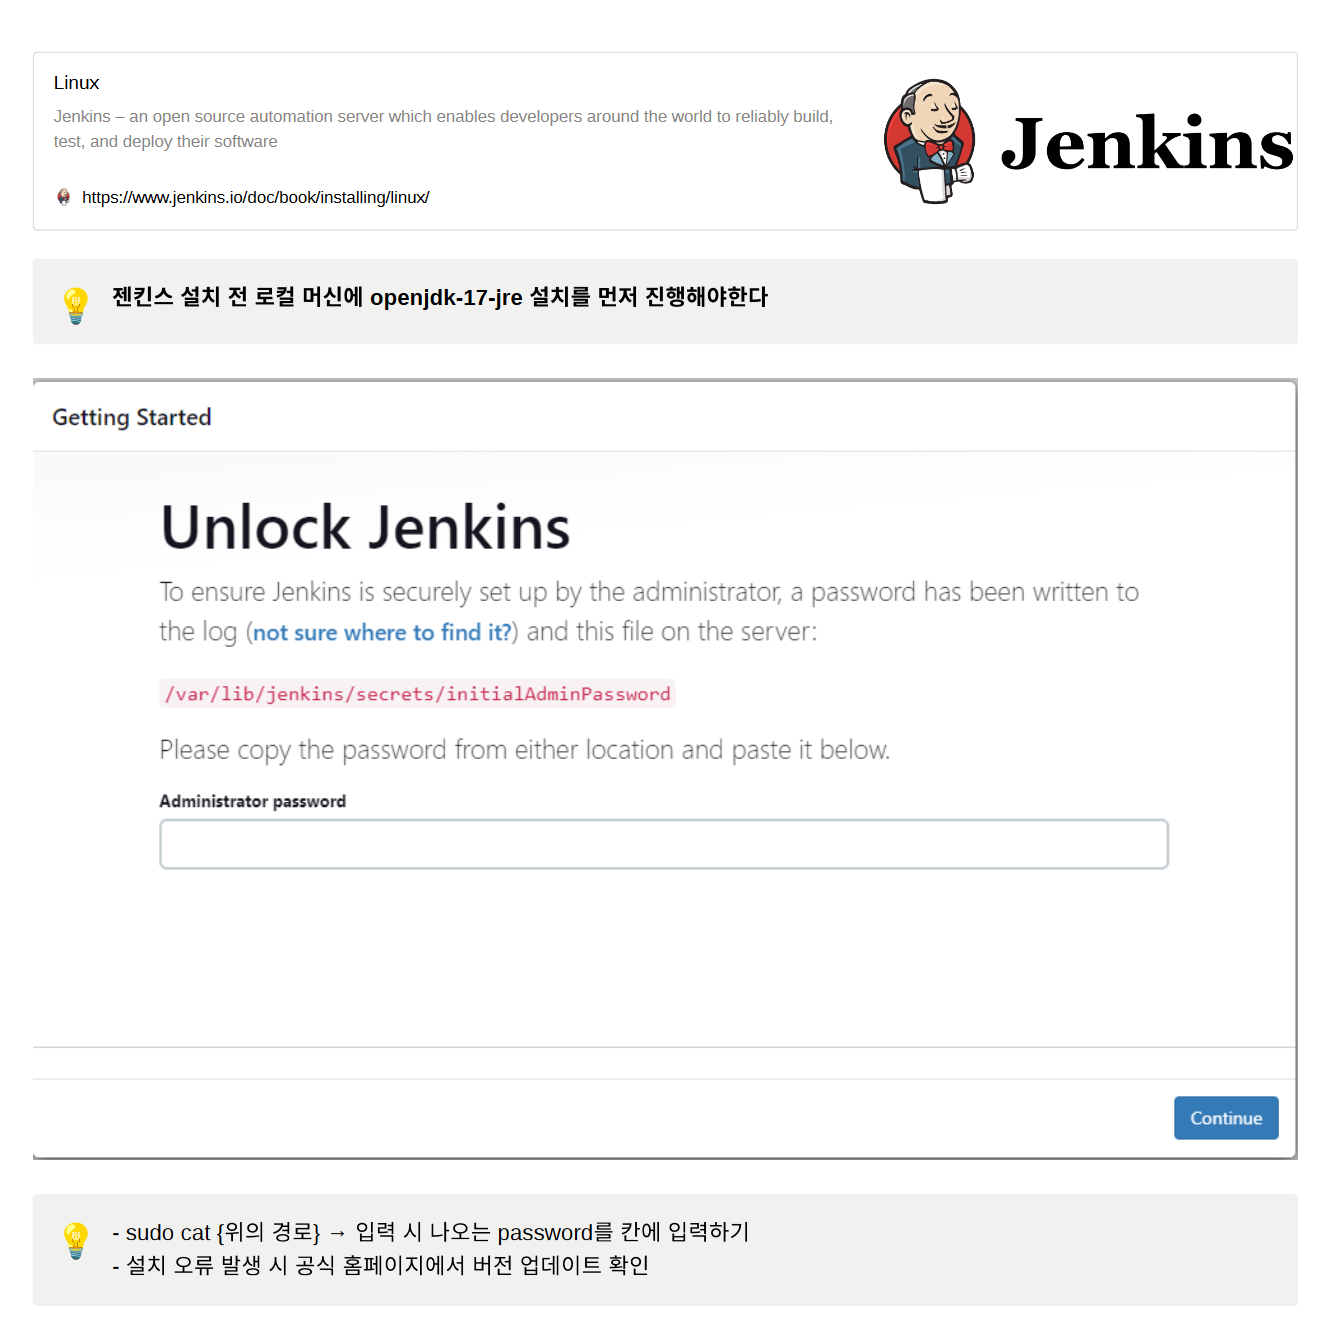 Linux
Jenkins – an open source automation server which enables developers around the world to reliably build,
test, and deploy their software
https://www.jenkins.io/doc/book/installing/linux/
Jenkins
젠킨스 설치 전 로컬 머신에 openjdk-17-jre 설치를 먼저 진행해야한다
Getting Started
Unlock Jenkins
To ensure Jenkins is securely set up by the administrator, a password has been written to
the log (not sure where to find it?) and this file on the server:
/var/lib/jenkins/secrets/initialAdminPassword
Please copy the password from either location and paste it below.
Administrator password
Continue
- sudo cat {위의 경로} → 입력 시 나오는 password를 칸에 입력하기
- 설치 오류 발생 시 공식 홈페이지에서 버전 업데이트 확인